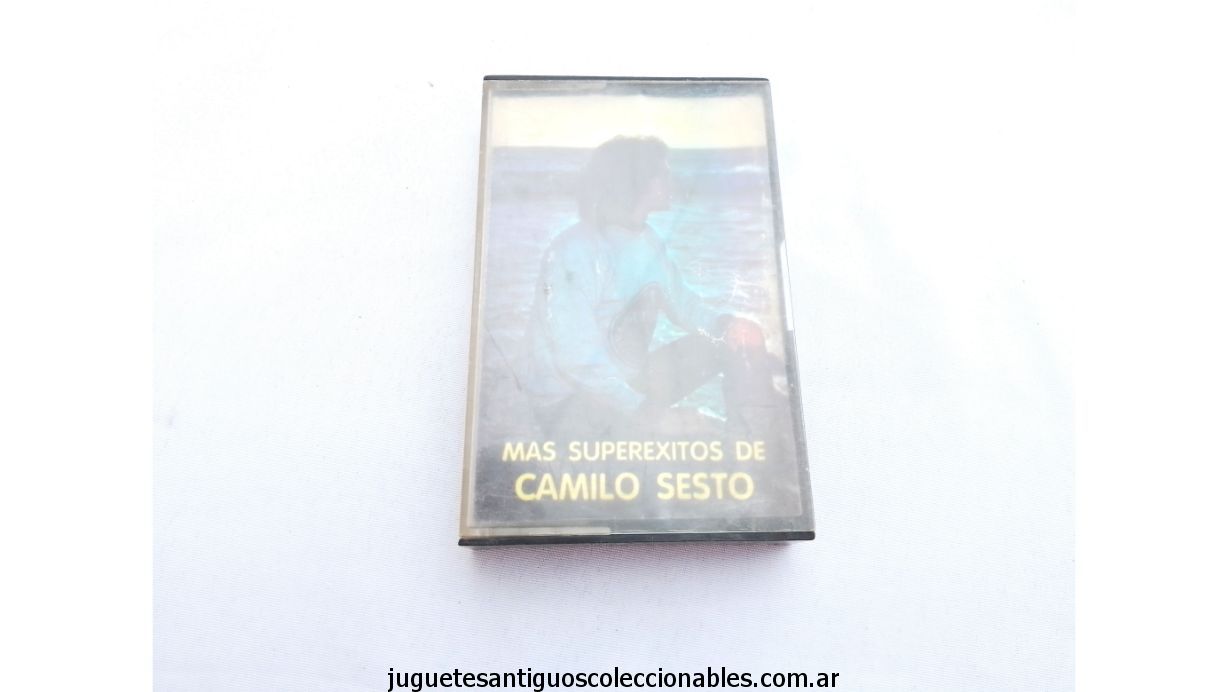 MAS SUPEREXITOS DE
CAMILO SESTO
juguetesantiguoscoleccionables.com.ar